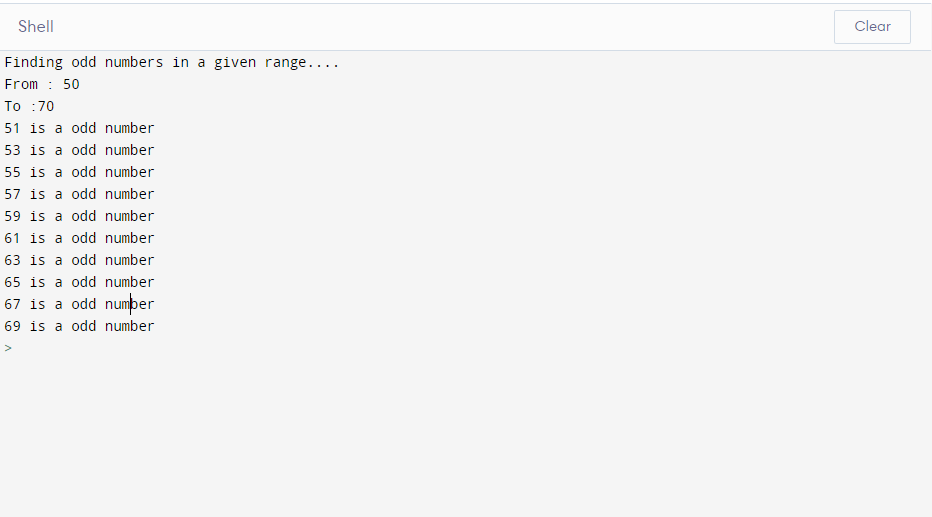 Shell
Clear
Finding odd numbers in a given range....
From : 50
To :70
51 is a odd number
53 is a odd number
55 is a odd number
57 is a odd number
59 is a odd number
61 is a odd number
63 is a odd number
65 is a odd number
67 is a odd number
69 is a odd number
>